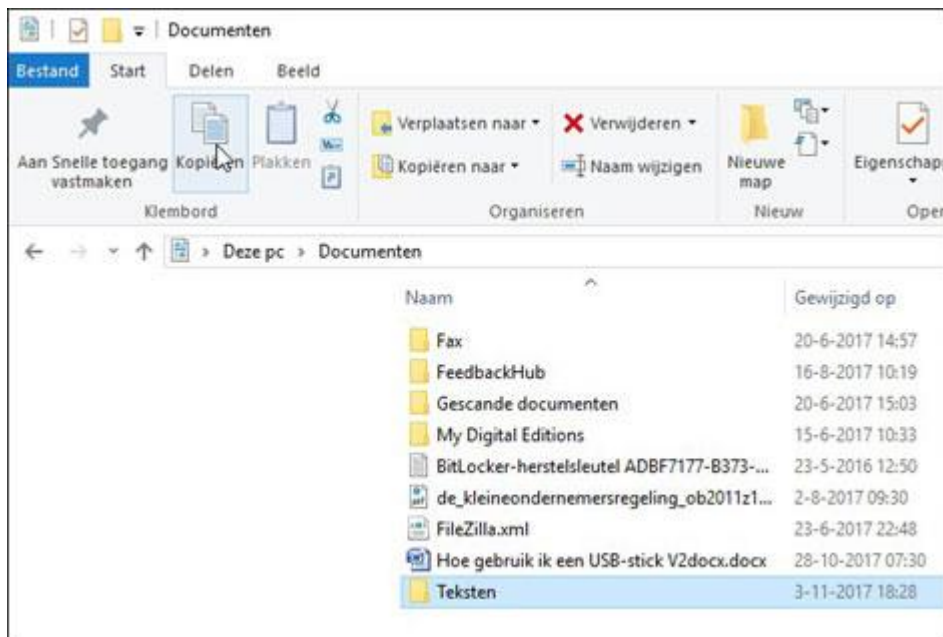 Documenten
Bestand Start Delen Beeld
Aan Snelle toegang vastmaken
Kopiëren
Plakken
Verplaatsen naar
Kopiëren naar
Verwijderen
Naam wijzigen
Nieuwe map
Eigenschap
Klembord Organiseren Nieuw Oper
Deze pc > Documenten
Naam Gewijzigd op
Fax 20-6-2017 14:57
FeedbackHub 16-8-2017 10:19
Gescande documenten 20-6-2017 15:03
My Digital Editions 15-6-2017 10:33
BitLocker-herstelsleutel ADBF7177-B373-... 23-5-2016 12:50
de_kleineondernemersregeling_ob2011z1... 2-8-2017 09:30
FileZilla.xml 23-6-2017 22:48
Hoe gebruik ik een USB-stick V2docx.docx 28-10-2017 07:30
Teksten 3-11-2017 18:28